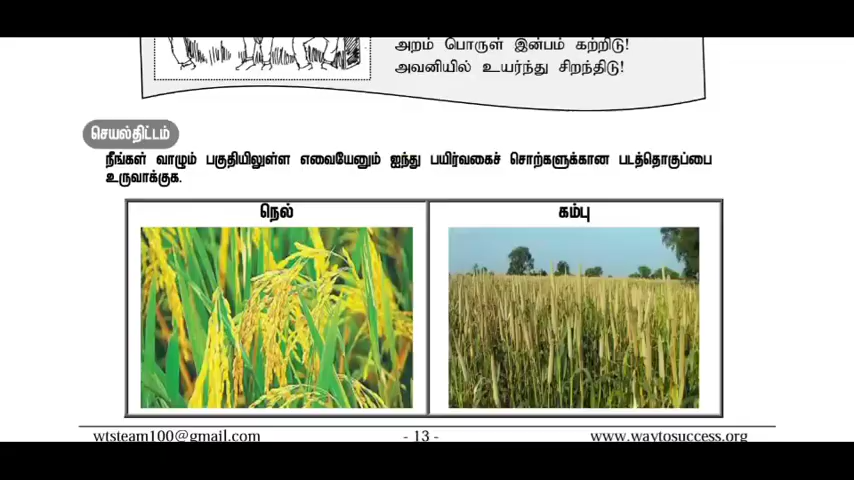 அறம் பொருள் இன்பம் கற்றிடு!
அவனியில் உயர்ந்து சிறந்திடு!
செயல்திட்டம்
நீங்கள் வாழும் பகுதியிலுள்ள எவையேனும் ஐந்து பயிர்வகைச் சொற்களுக்கான படத்தொகுப்பை
உருவாக்குக.
நெல்
கம்பு
wtsteam100@gmail.com - 13 - www.waytosuccess.org